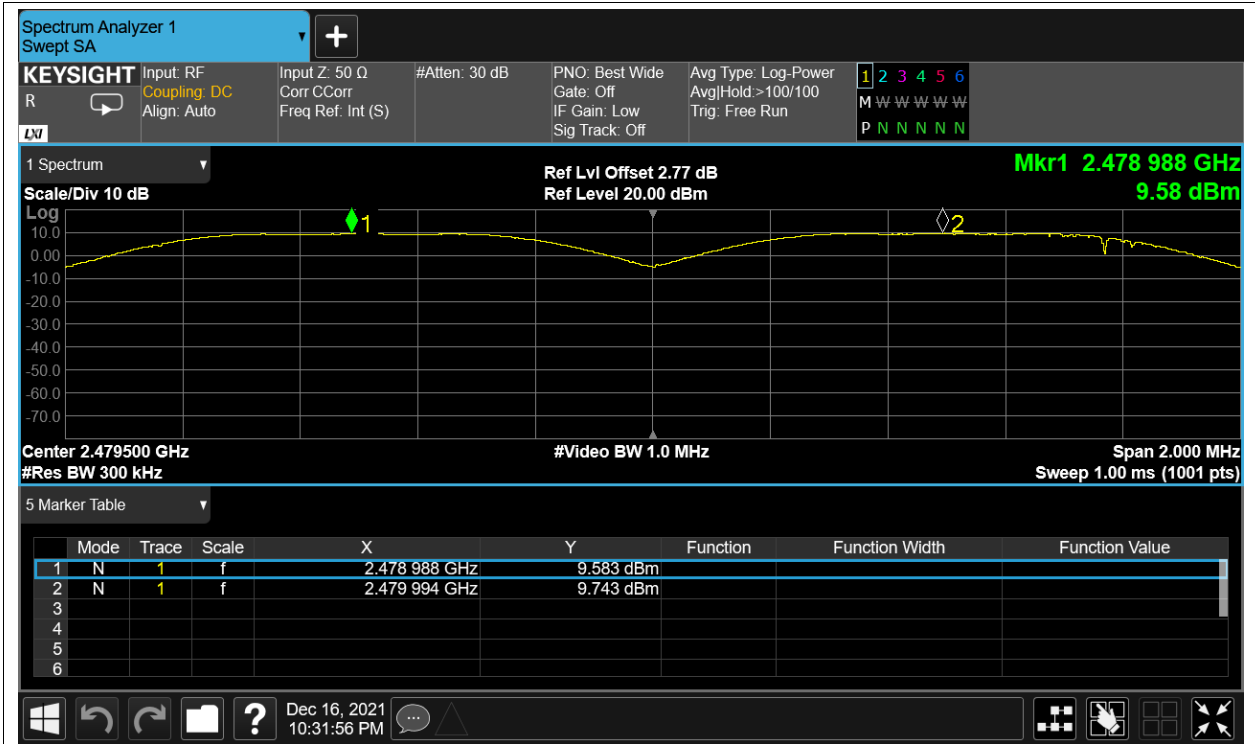 Spectrum Analyzer 1
Swept SA
KEYSIGHT
R
LXI
Input: RF
Coupling: DC
Align: Auto
Input Z: 50 Ω
Corr CCorr
Freq Ref: Int (S)
#Atten: 30 dB
PNO: Best Wide
Gate: Off
IF Gain: Low
Sig Track: Off
Avg Type: Log-Power
Avg|Hold:>100/100
Trig: Free Run
1 2 3 4 5 6
M W W W W W
P N N N N N
1 Spectrum
Scale/Div 10 dB
Ref Lvl Offset 2.77 dB
Ref Level 20.00 dBm
Mkr1 2.478 988 GHz
9.58 dBm
Log
10.0
0.00
-10.0
-20.0
-30.0
-40.0
-50.0
-60.0
-70.0
1
2
Center 2.479500 GHz
#Res BW 300 kHz
#Video BW 1.0 MHz
Span 2.000 MHz
Sweep 1.00 ms (1001 pts)
5 Marker Table
Mode Trace Scale X Y Function Function Width Function Value
1 N 1 f 2.478 988 GHz 9.583 dBm
2 N 1 f 2.479 994 GHz 9.743 dBm
3
4
5
6
?
Dec 16, 2021
10:31:56 PM